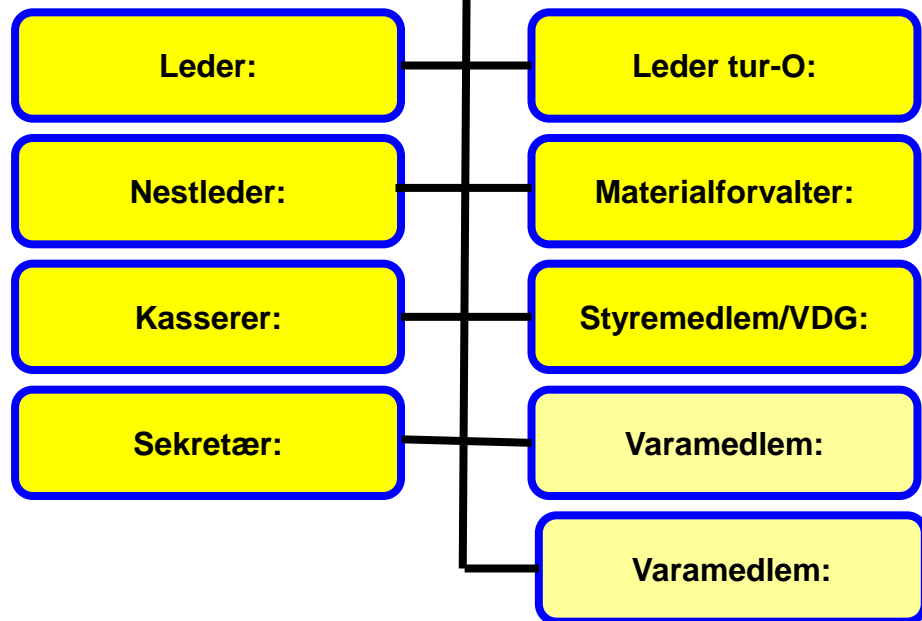 Leder:
Leder tur-O:
Nestleder:
Materialforvalter:
Kasserer:
Styremedlem/VDG:
Sekretær:
Varamedlem:
Varamedlem: